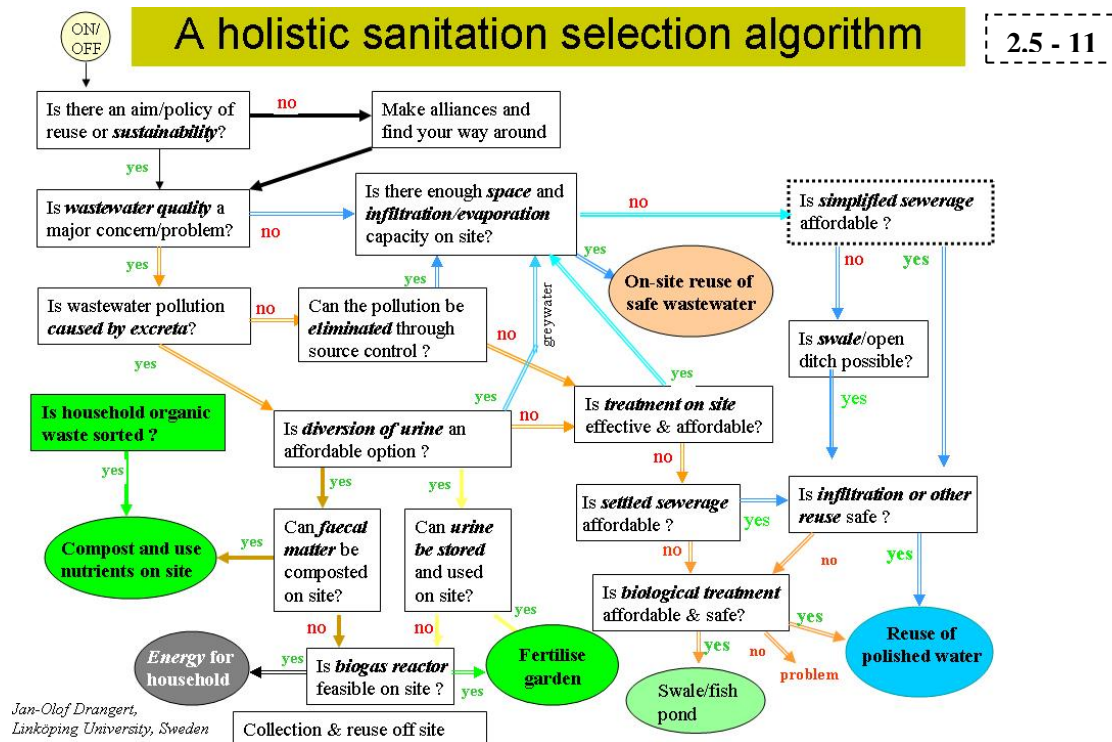 ON/
OFF
A holistic sanitation selection algorithm
2.5 - 11
Is there an aim/policy of
reuse or sustainability?
no
Make alliances and
find your way around
yes
Is wastewater quality a
major concern/problem?
no
Is there enough space and
infiltration/evaporation
capacity on site?
no
Is simplified sewerage
affordable ?
yes
yes
yes
no
yes
On-site reuse of
safe wastewater
Is wastewater pollution
caused by excreta?
no
Can the pollution be
eliminated through
source control ?
no
greywater
Is swale/open
ditch possible?
yes
yes
yes
yes
Is household organic
waste sorted ?
Is diversion of urine an
affordable option ?
no
Is treatment on site
effective & affordable?
yes
yes
yes
no
Is settled sewerage
affordable ?
yes
Is infiltration or other
reuse safe ?
Compost and use
nutrients on site
yes
Can faecal
matter be
composted
on site?
Can urine
be stored
and used
on site?
no
no
yes
Is biological treatment
affordable & safe?
yes
no
no
yes
yes
no
problem
Reuse of
polished water
Energy for
household
yes
Is biogas reactor
feasible on site ?
yes
Fertilise
garden
Swale/fish
pond
Jan-Olof Drangert,
Linköping University, Sweden
Collection & reuse off site